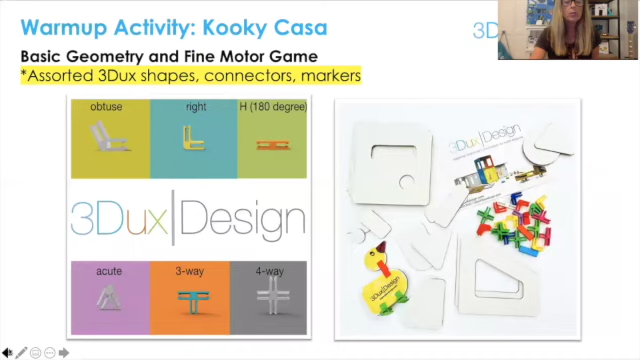 Warmup Activity: Kooky Casa
3D
Basic Geometry and Fine Motor Game
*Assorted 3Dux shapes, connectors, markers
obtuse
right
H (180 degree)
3Dux|Design
acute
3-way
4-way
3Dux|Design
3Dux|Design